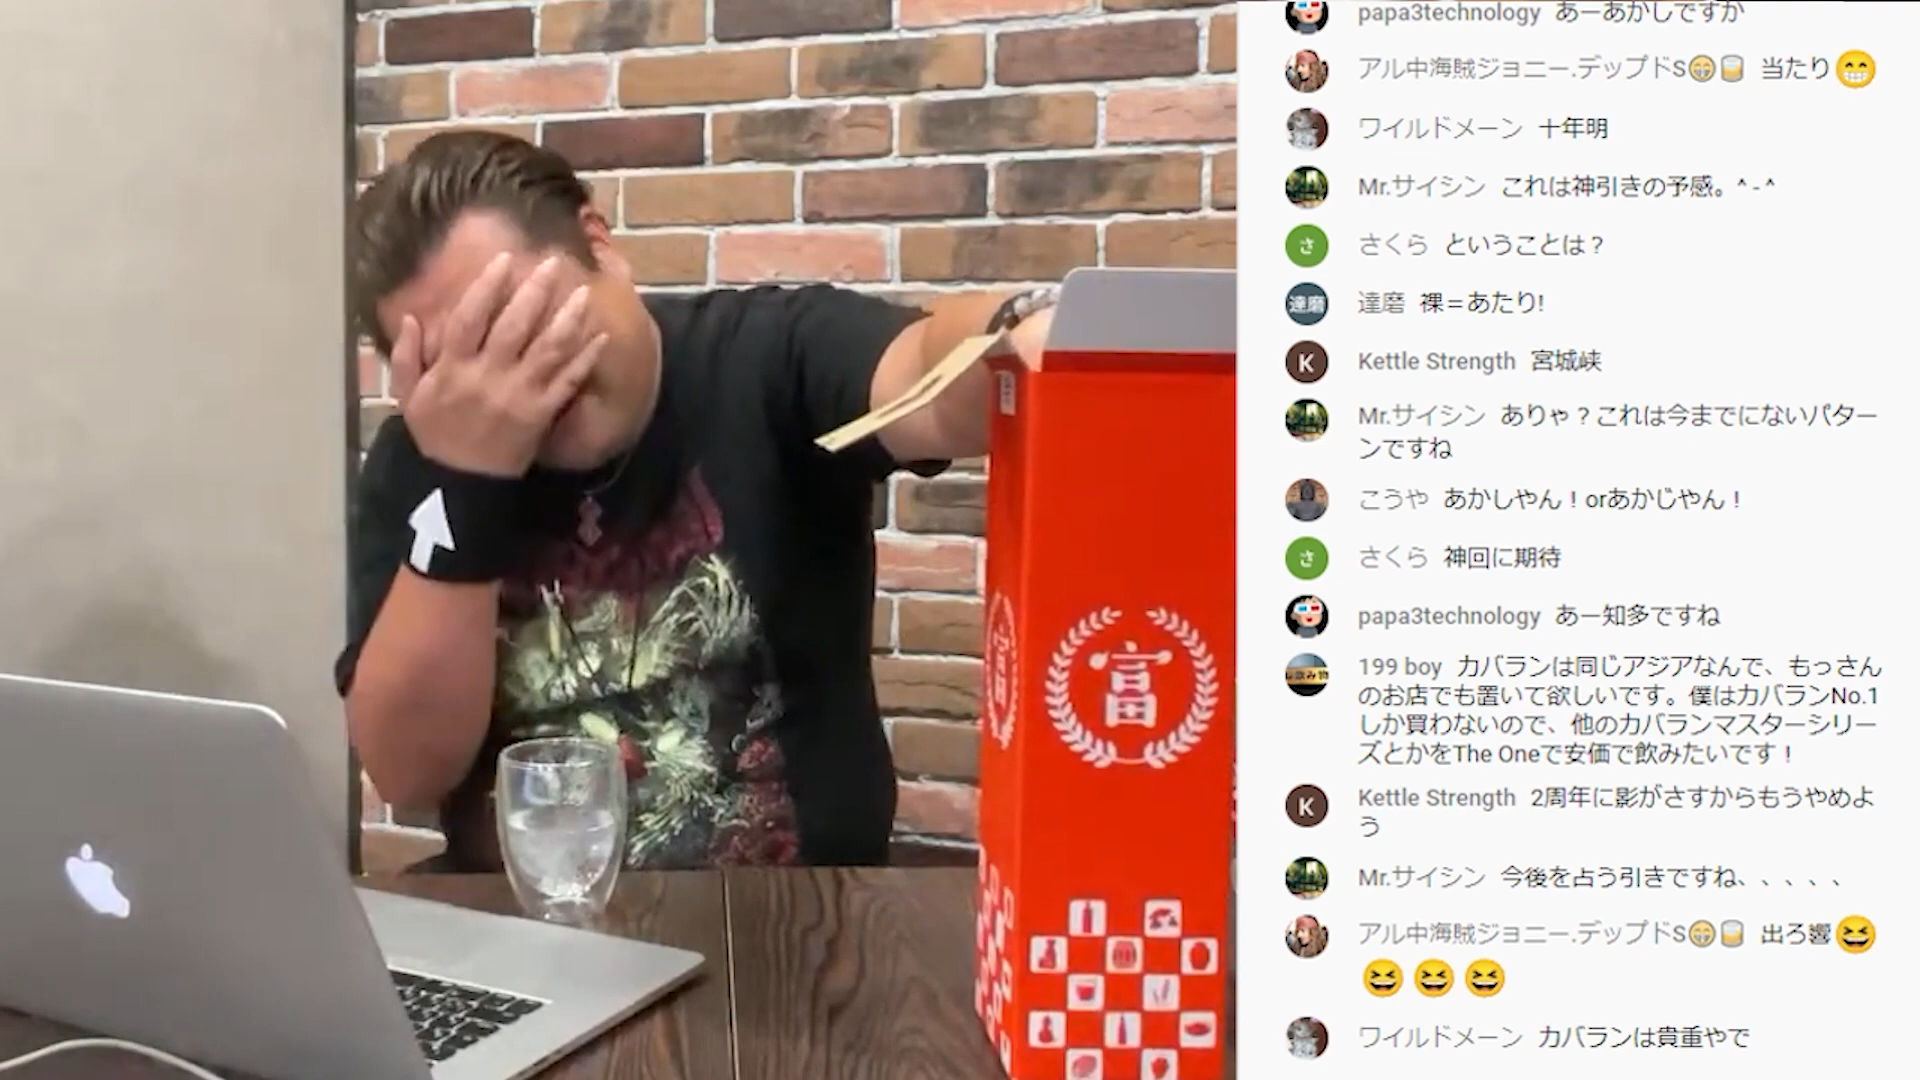 papa3technology あーあかしですか
アル中海賊ジョニー.デップドS😁🥃 当たり😁
ワイルドメーン 十年明
Mr.サイシン これは神引きの予感。^ - ^
さ さくら ということは？
達磨 達磨 裸＝あたり!
K Kettle Strength 宮城峡
Mr.サイシン ありゃ？これは今までにないパター
ンですね
こうや あかしやん！orあかじやん！
さ さくら 神回に期待
papa3technology あー知多ですね
199 boy カバランは同じアジアなんで、もっさん
のお店でも置いて欲しいです。僕はカバランNo.1
しか買わないので、他のカバランマスターシリー
ズとかをThe Oneで安価で飲みたいです！
K Kettle Strength 2周年に影がさすからもうやめよ
う
Mr.サイシン 今後を占う引きですね、、、、、
アル中海賊ジョニー.デップドS😁🥃 出ろ響😆
😆😆😆
ワイルドメーン カバランは貴重やで
富